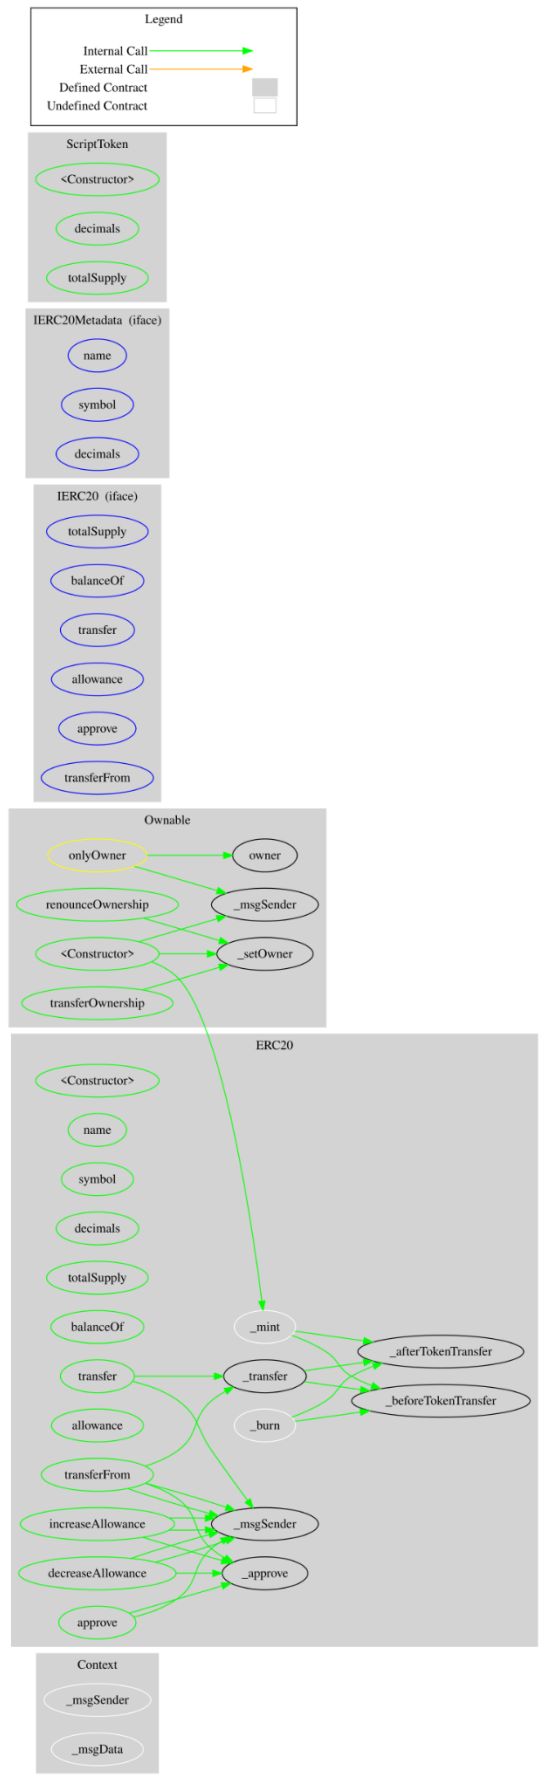 Legend
Internal Call
External Call
Defined Contract
Undefined Contract
ScriptToken
<Constructor>
decimals
totalSupply
IERC20Metadata (iface)
name
symbol
decimals
IERC20 (iface)
totalSupply
balanceOf
transfer
allowance
approve
transferFrom
Ownable
onlyOwner
owner
renounceOwnership
_msgSender
<Constructor>
_setOwner
transferOwnership
ERC20
<Constructor>
name
symbol
decimals
totalSupply
balanceOf
_mint
_afterTokenTransfer
transfer
_transfer
_beforeTokenTransfer
allowance
_burn
transferFrom
increaseAllowance
_msgSender
decreaseAllowance
_approve
approve
Context
_msgSender
_msgData